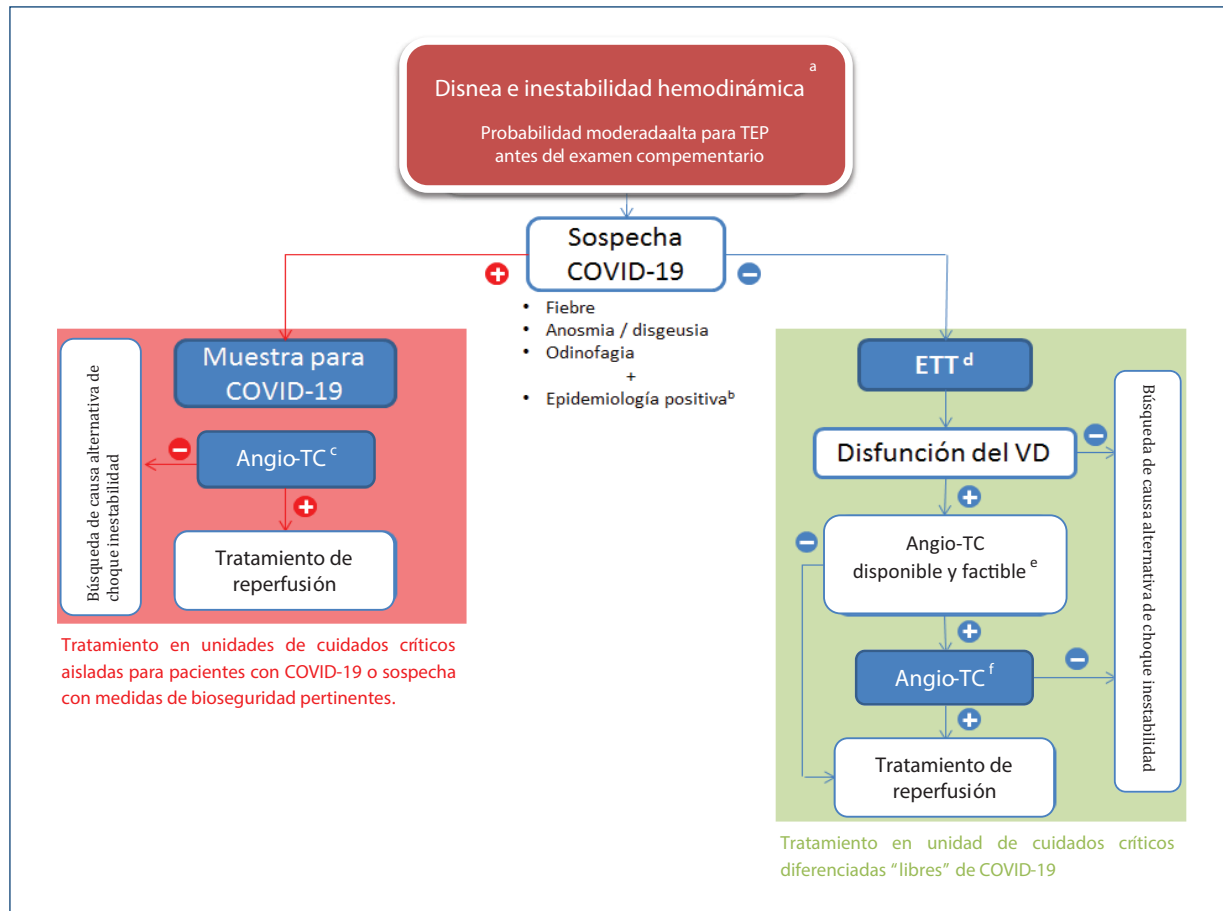 Disnea e inestabilidad hemodinámica a
Probabilidad moderadaalta para TEP
antes del examen compementario
Sospecha
COVID-19
• Fiebre
• Anosmia / disgeusia
• Odinofagia
+
• Epidemiología positiva b
Muestra para
COVID-19
Angio-TC c
Tratamiento de
reperfusión
Búsqueda de causa alternativa de
choque inestabilidad
Tratamiento en unidades de cuidados críticos
aisladas para pacientes con COVID-19 o sospecha
con medidas de bioseguridad pertinentes.
ETT d
Disfunción del VD
Angio-TC
disponible y factible e
Angio-TC f
Tratamiento de
reperfusión
Búsqueda de causa alternativa de choque inestabilidad
Tratamiento en unidad de cuidados críticos
diferenciadas “libres” de COVID-19